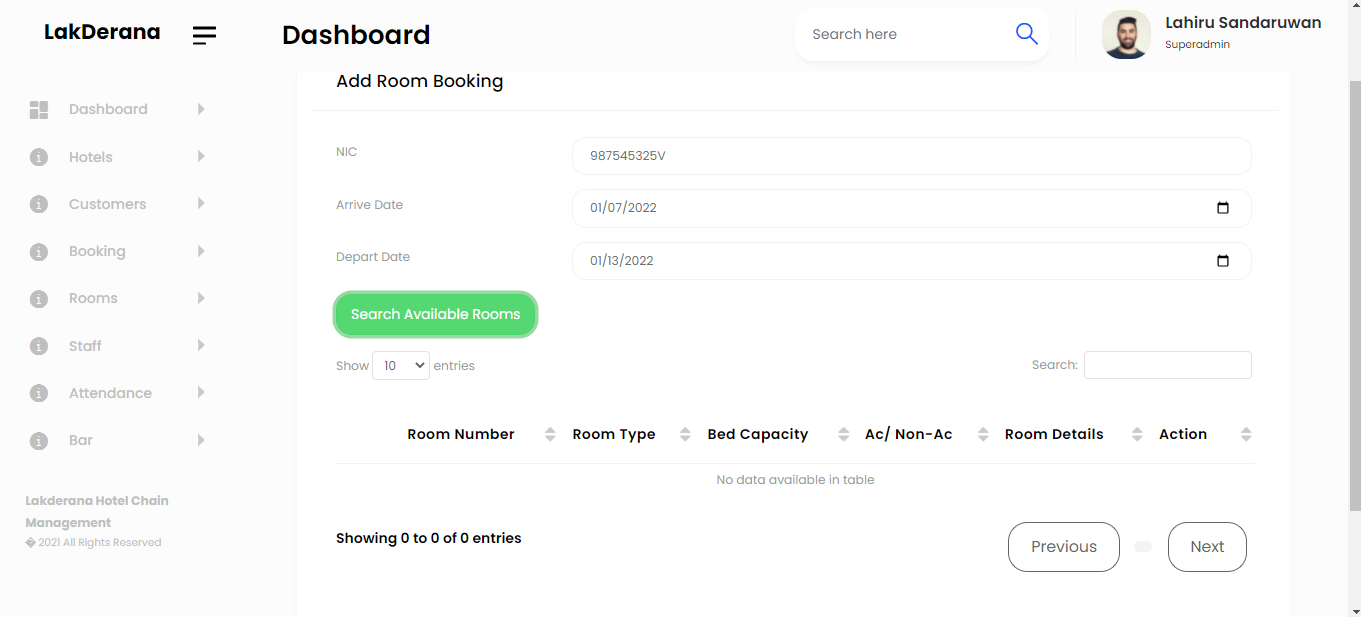 LakDerana
Dashboard
Search here
Lahiru Sandaruwan
Superadmin
Dashboard
Hotels
Customers
Booking
Rooms
Staff
Attendance
Bar
Lakderana Hotel Chain
Management
� 2021 All Rights Reserved
Add Room Booking
NIC 987545325V
Arrive Date 01/07/2022
Depart Date 01/13/2022
Search Available Rooms
Show 10 entries Search:
Room Number Room Type Bed Capacity Ac/ Non-Ac Room Details Action
No data available in table
Showing 0 to 0 of 0 entries Previous Next